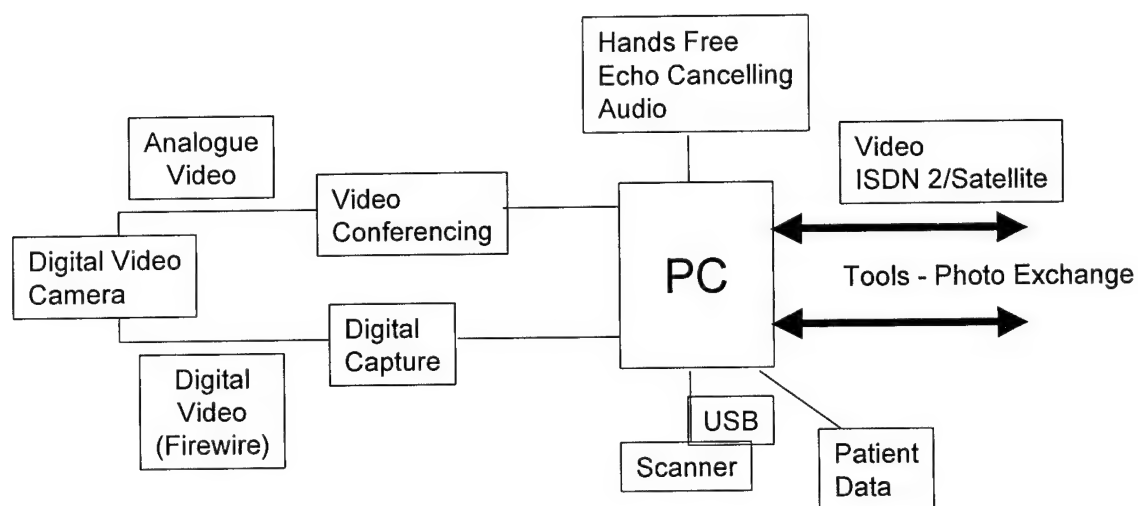 Hands Free
Echo Cancelling
Audio
Analogue
Video
Video
ISDN 2/Satellite
Video
Conferencing
Digital Video
Camera
PC
Tools - Photo Exchange
Digital
Capture
Digital
Video
(Firewire)
USB
Scanner
Patient
Data